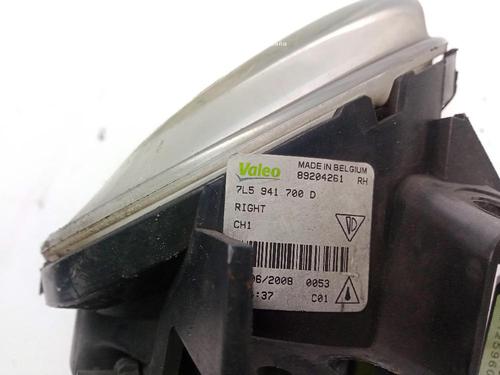 Valeo
MADE IN BELGIUM
89204261 RH
7L5 941 700 D
RIGHT
CH1
06/2008 0053
:37 C01